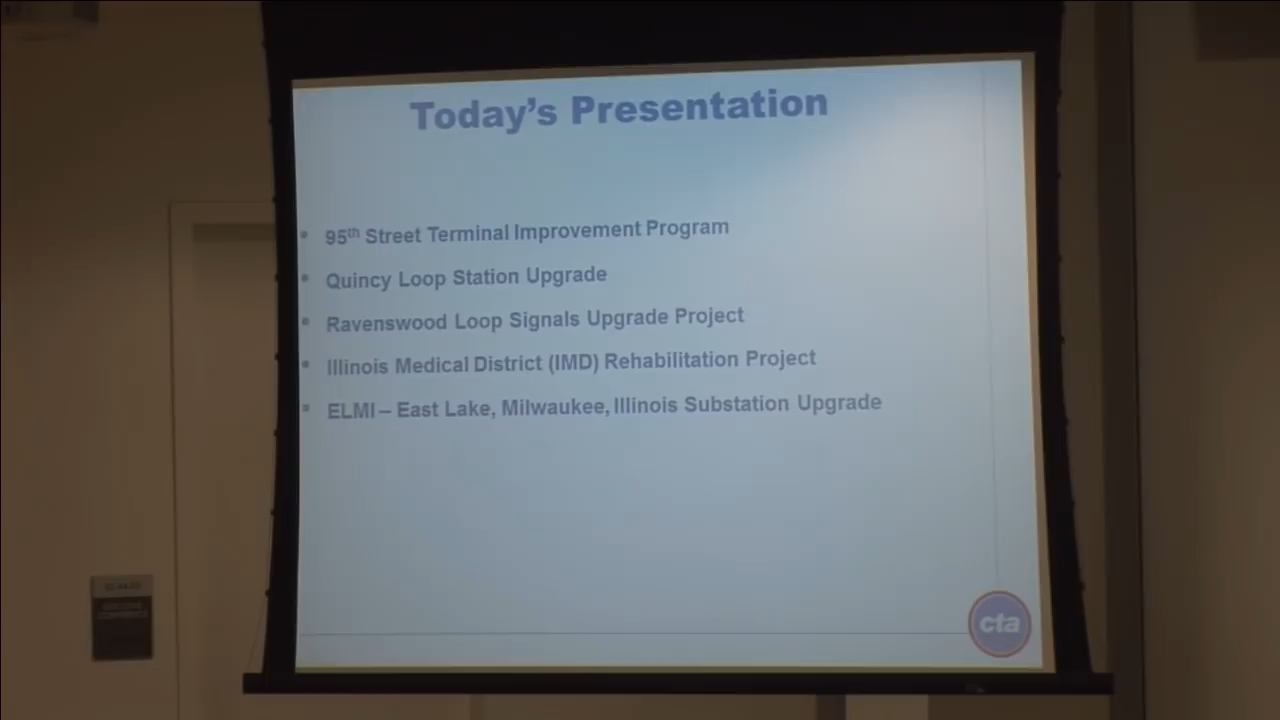 Today's Presentation
• 95th Street Terminal Improvement Program
• Quincy Loop Station Upgrade
• Ravenswood Loop Signals Upgrade Project
• Illinois Medical District (IMD) Rehabilitation Project
• ELMI – East Lake, Milwaukee, Illinois Substation Upgrade
cta